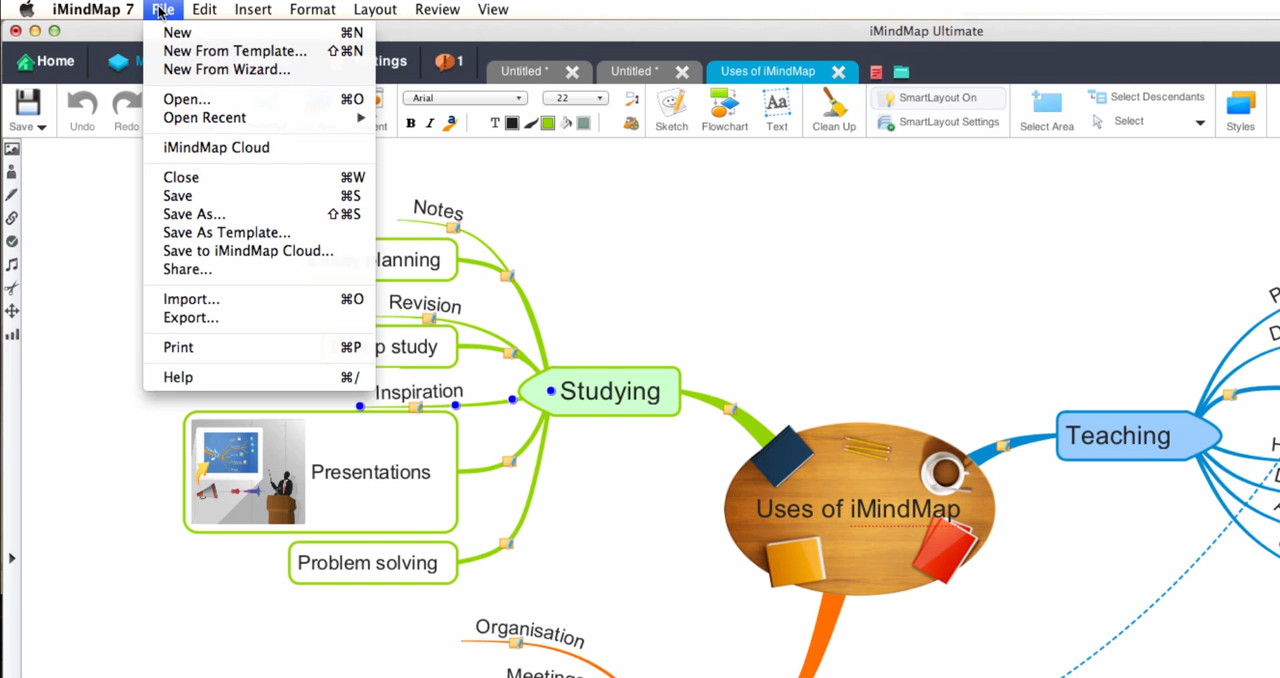 iMindMap 7 File Edit Insert Format Layout Review View
iMindMap Ultimate
New ⌘N
New From Template... ⇧⌘N
New From Wizard...
Open... ⌘O
Open Recent ▶
iMindMap Cloud
Close ⌘W
Save ⌘S
Save As... ⇧⌘S
Save As Template...
Save to iMindMap Cloud...
Share...
Import... ⌘O
Export...
Print ⌘P
Help ⌘/
Home
1
Untitled *
Untitled *
Uses of iMindMap
Save
Undo
Redo
Arial
22
B I a
T
Sketch
Flowchart
Aa
Text
Clean Up
SmartLayout On
SmartLayout Settings
Select Area
Select Descendants
Select
Styles
Notes
planning
Revision
p study
Inspiration
Presentations
Problem solving
Studying
Uses of iMindMap
Teaching
Organisation
Meetings